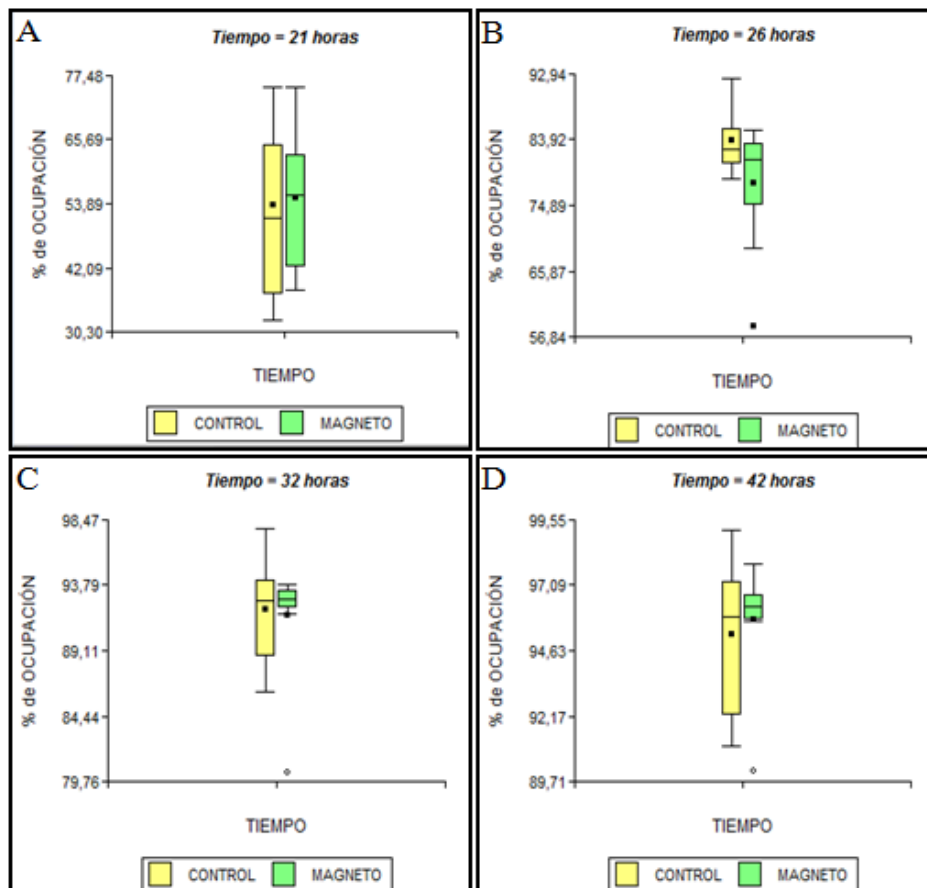 A
Tiempo = 21 horas
77,48
65,69
53,89
42,09
30,30
% de OCUPACIÓN
TIEMPO
CONTROL MAGNETO
B
Tiempo = 26 horas
92,94
83,92
74,89
65,87
56,84
% de OCUPACIÓN
TIEMPO
CONTROL MAGNETO
C
Tiempo = 32 horas
98,47
93,79
89,11
84,44
79,76
% de OCUPACIÓN
TIEMPO
CONTROL MAGNETO
D
Tiempo = 42 horas
99,55
97,09
94,63
92,17
89,71
% de OCUPACIÓN
TIEMPO
CONTROL MAGNETO